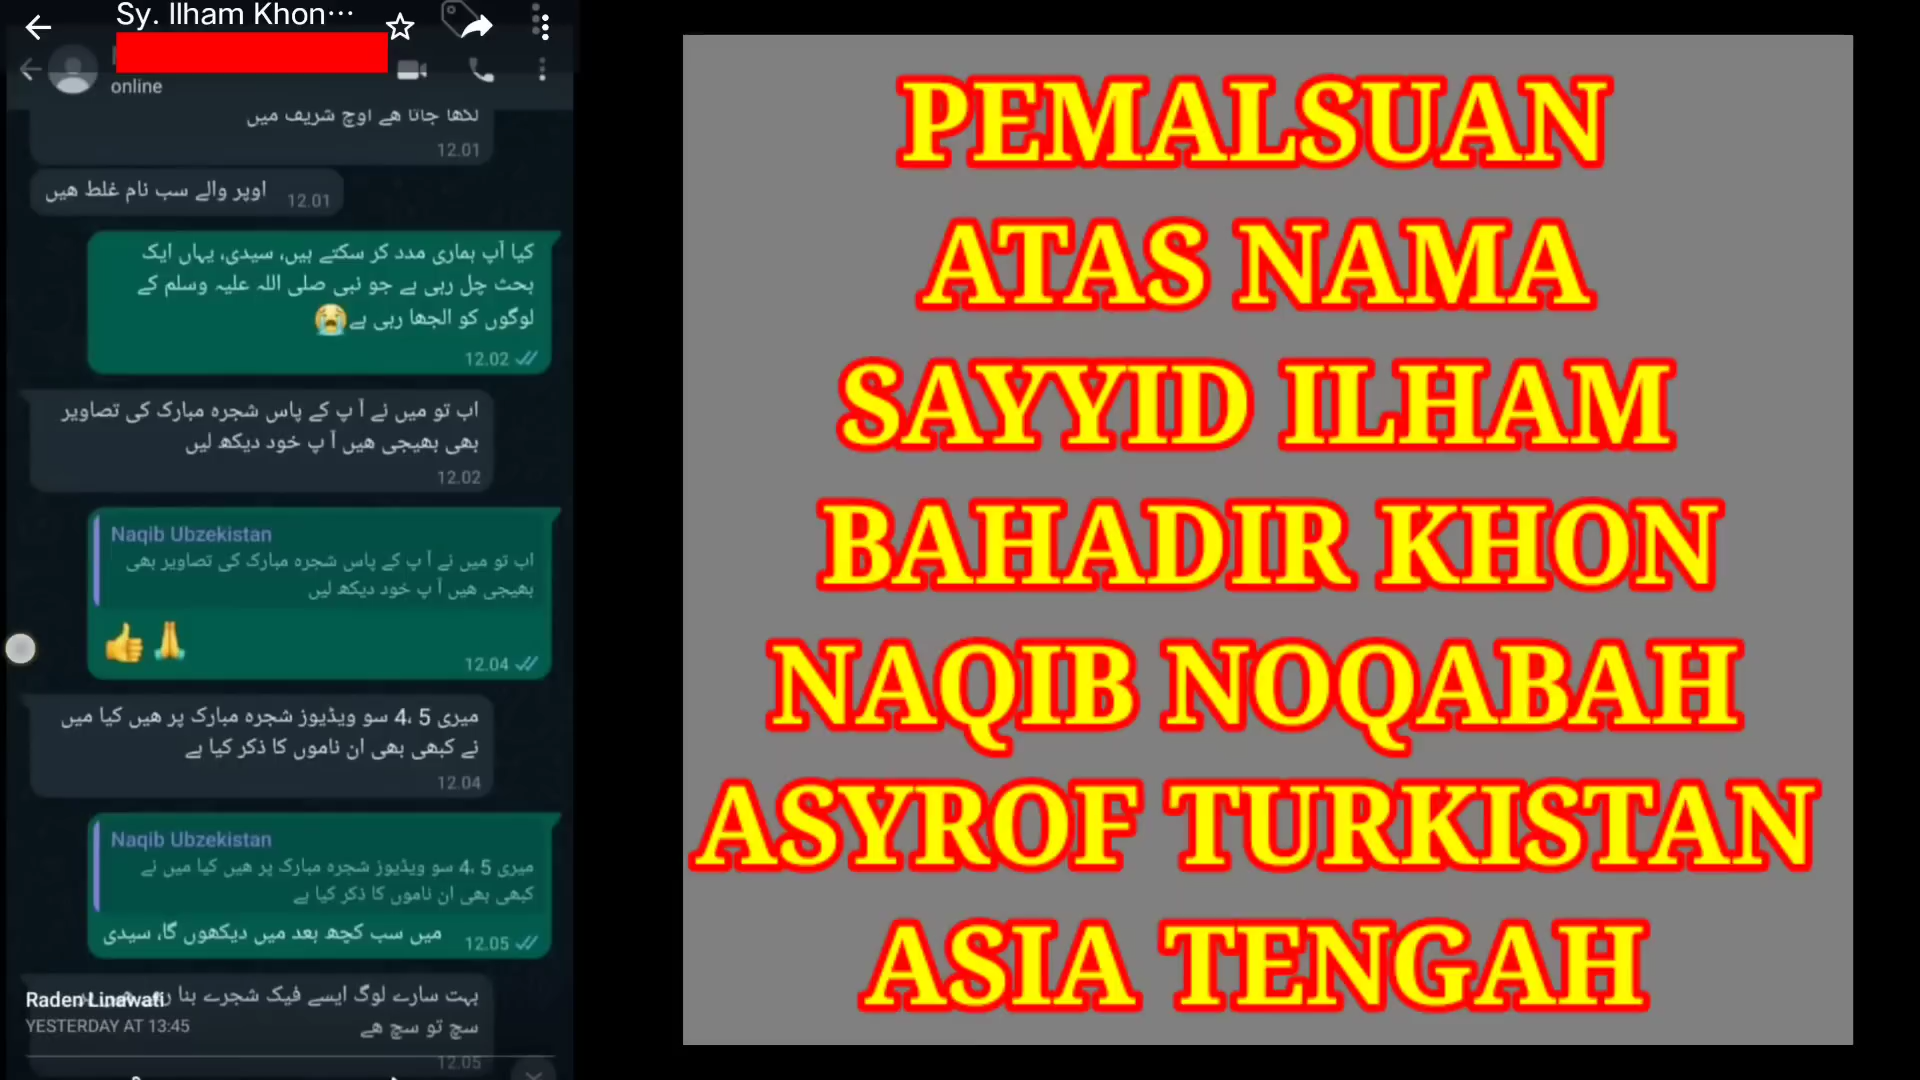 Sy. Ilham Khon...
online
لکھا جاتا ھے اوچ شریف میں
12.01
اوپر والے سب نام غلط ھیں
12.01
کیا آپ ہماری مدد کر سکتے ہیں، سیدی، یہاں ایک
بحث چل رہی ہے جو نبی صلی اللہ علیہ وسلم کے
لوگوں کو الجھا رہی ہے😭
12.02
اب تو میں نے آ پ کے پاس شجرہ مبارک کی تصاویر
بھی بھیجی ھیں آ پ خود دیکھ لیں
12.02
Naqib Ubzekistan
اب تو میں نے آ پ کے پاس شجرہ مبارک کی تصاویر بھی
بھیجی ھیں آ پ خود دیکھ لیں
👍🙏
12.04
میری 5 ،4 سو ویڈیوز شجرہ مبارک پر ھیں کیا میں
نے کبھی بھی ان ناموں کا ذکر کیا ہے
12.04
Naqib Ubzekistan
میری 5 ،4 سو ویڈیوز شجرہ مبارک پر ھیں کیا میں نے
کبھی بھی ان ناموں کا ذکر کیا ہے
میں سب کچھ بعد میں دیکھوں گا، سیدی
12.05
بہت سارے لوگ ایسے فیک شجرے بنا
سچ تو سچ ھے
12.05
Raden Linawati
YESTERDAY AT 13:45
PEMALSUAN
ATAS NAMA
SAYYID ILHAM
BAHADIR KHON
NAQIB NOQABAH
ASYROF TURKISTAN
ASIA TENGAH